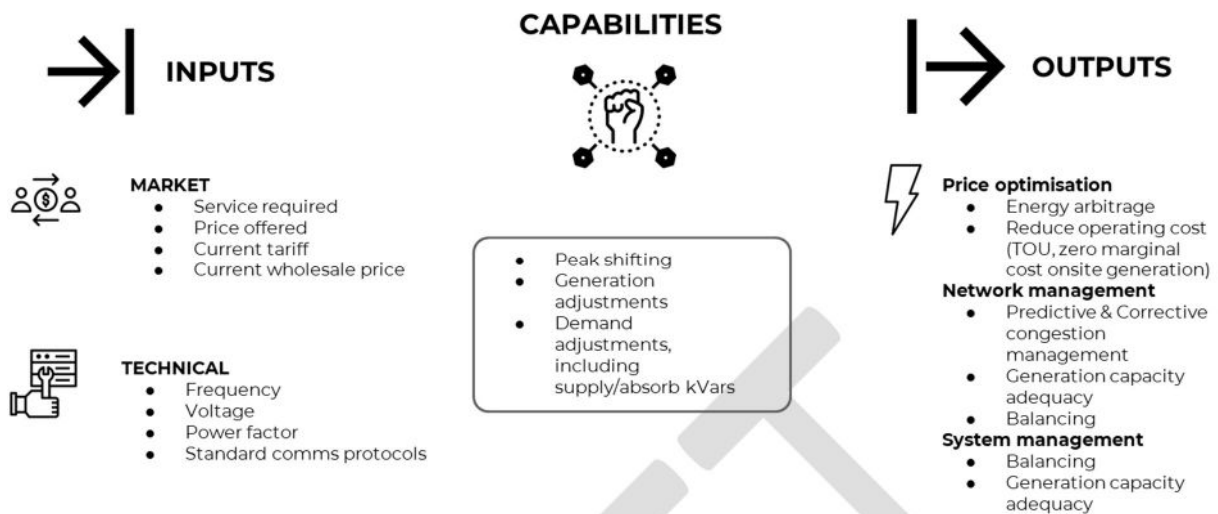 CAPABILITIES
INPUTS
OUTPUTS
MARKET
● Service required
● Price offered
● Current tariff
● Current wholesale price
TECHNICAL
● Frequency
● Voltage
● Power factor
● Standard comms protocols
● Peak shifting
● Generation
adjustments
● Demand
adjustments,
including
supply/absorb kVars
Price optimisation
● Energy arbitrage
● Reduce operating cost
(TOU, zero marginal
cost onsite generation)
Network management
● Predictive & Corrective
congestion
management
● Generation capacity
adequacy
● Balancing
System management
● Balancing
● Generation capacity
adequacy